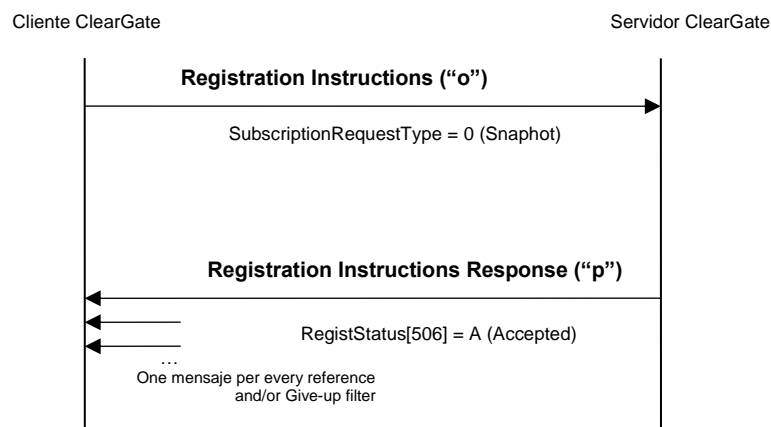 Cliente ClearGate
Servidor ClearGate
Registration Instructions (“o”)
SubscriptionRequestType = 0 (Snaphot)
Registration Instructions Response (“p”)
RegistStatus[506] = A (Accepted)
…
One mensaje per every reference
and/or Give-up filter